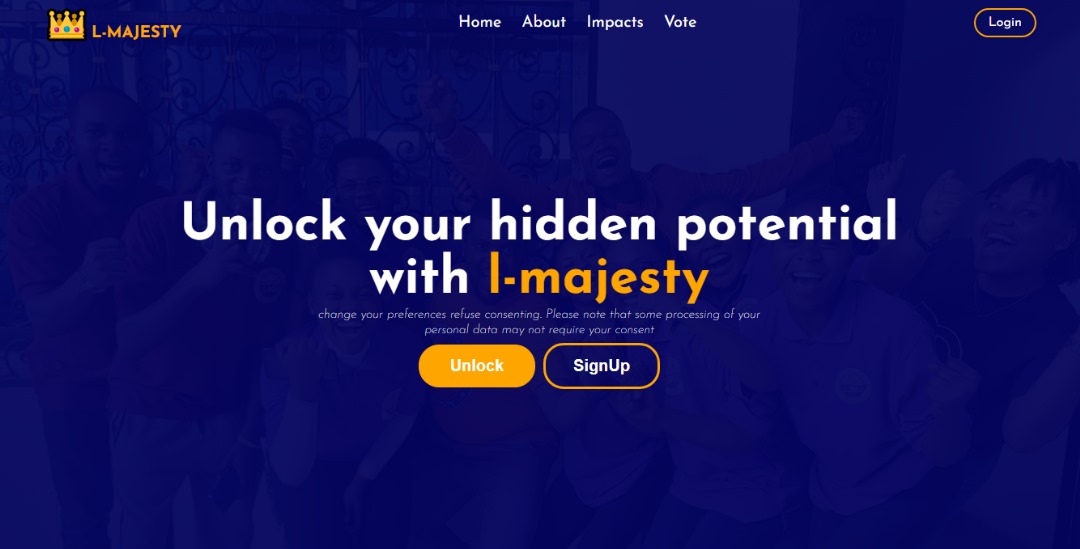 L-MAJESTY
Home About Impacts Vote
Login
Unlock your hidden potential
with l-majesty
change your preferences refuse consenting. Please note that some processing of your
personal data may not require your consent
Unlock SignUp